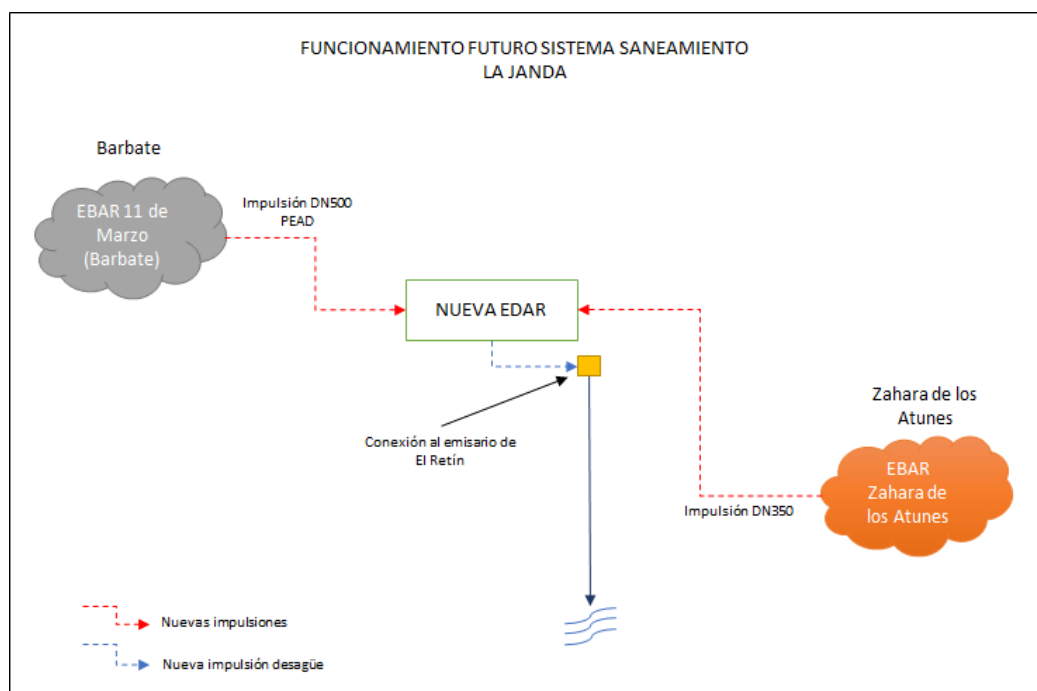 FUNCIONAMIENTO FUTURO SISTEMA SANEAMIENTO
LA JANDA
Barbate
EBAR 11 de
Marzo
(Barbate)
Impulsión DN500
PEAD
NUEVA EDAR
Conexión al emisario de
El Retín
Zahara de los
Atunes
EBAR
Zahara de
los Atunes
Impulsión DN350
Nuevas impulsiones
Nueva impulsión desagüe